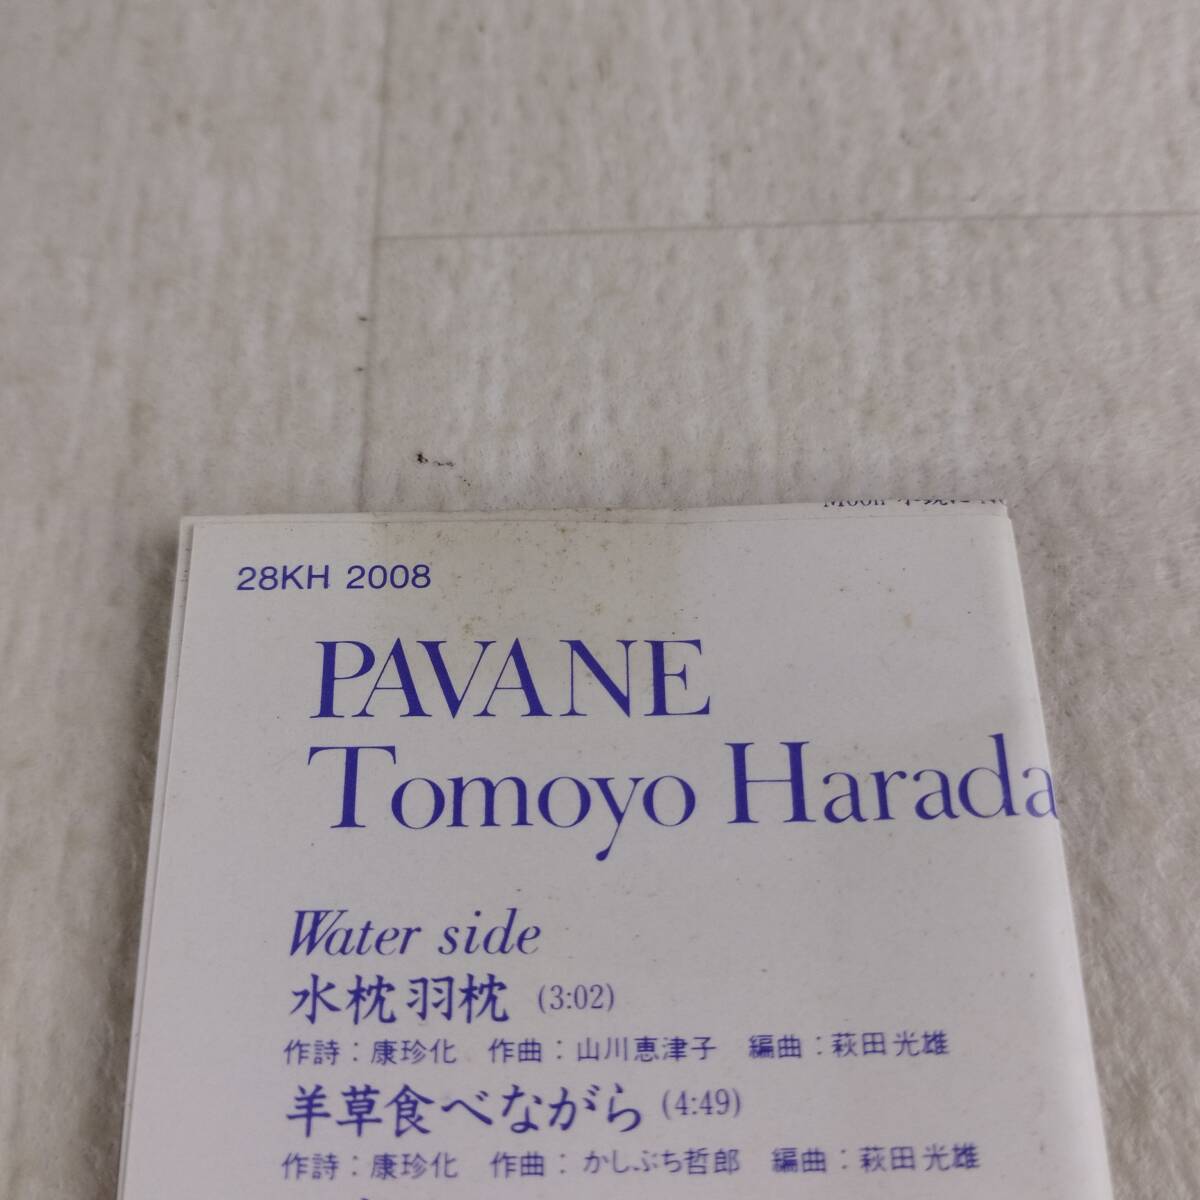 28KH 2008
PAVANE
Tomoyo Harada
Water side
水枕羽枕 (3:02)
作詩：康珍化 作曲：山川恵津子 編曲：萩田光雄
羊草食べながら (4:49)
作詩：康珍化 作曲：かしぶち哲郎 編曲：萩田光雄